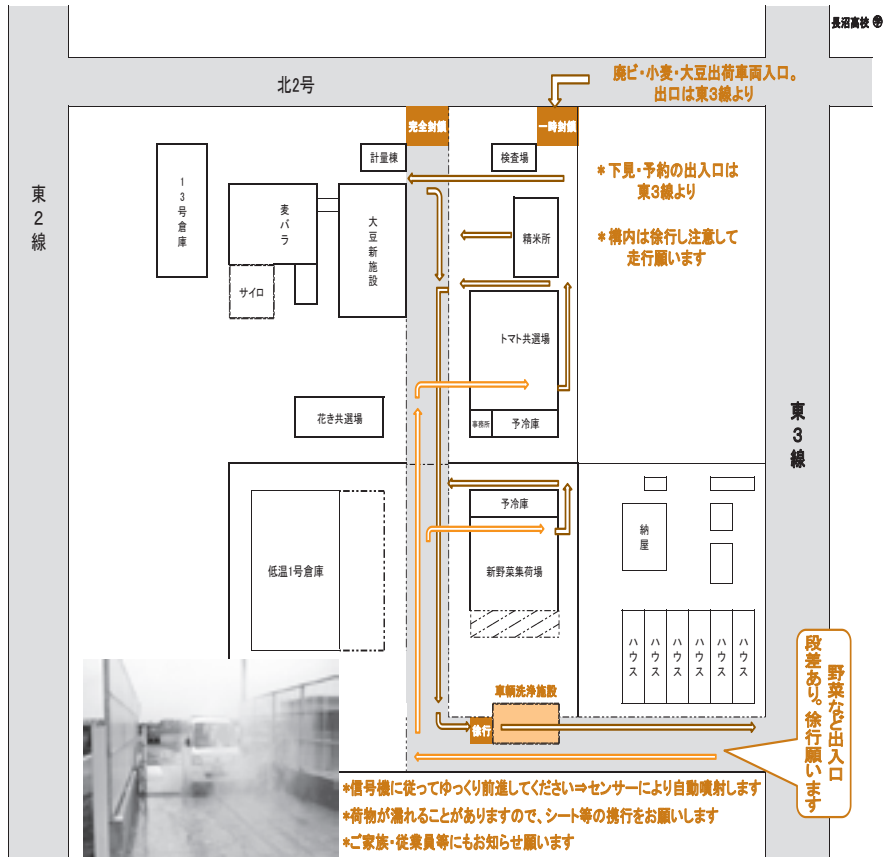 長沼高校 ㊫
北2号
廃ビ・小麦・大豆出荷車両入口。
出口は東3線より
完全封鎖
一時封鎖
計量棟
検査場
13号倉庫
麦バラ
大豆新施設
精米所
サイロ
東2線
＊下見・予約の出入口は
東3線より
＊構内は徐行し注意して
走行願います
トマト共選場
事務所
予冷庫
花き共選場
東3線
予冷庫
新野菜集荷場
低温1号倉庫
納屋
ハウス
ハウス
ハウス
ハウス
ハウス
ハウス
車輌洗浄施設
徐行
野菜など出入口
段差あり。徐行願います
*信号機に従ってゆっくり前進してください⇒センサーにより自動噴射します
*荷物が濡れることがありますので、シート等の携行をお願いします
*ご家族・従業員等にもお知らせ願います